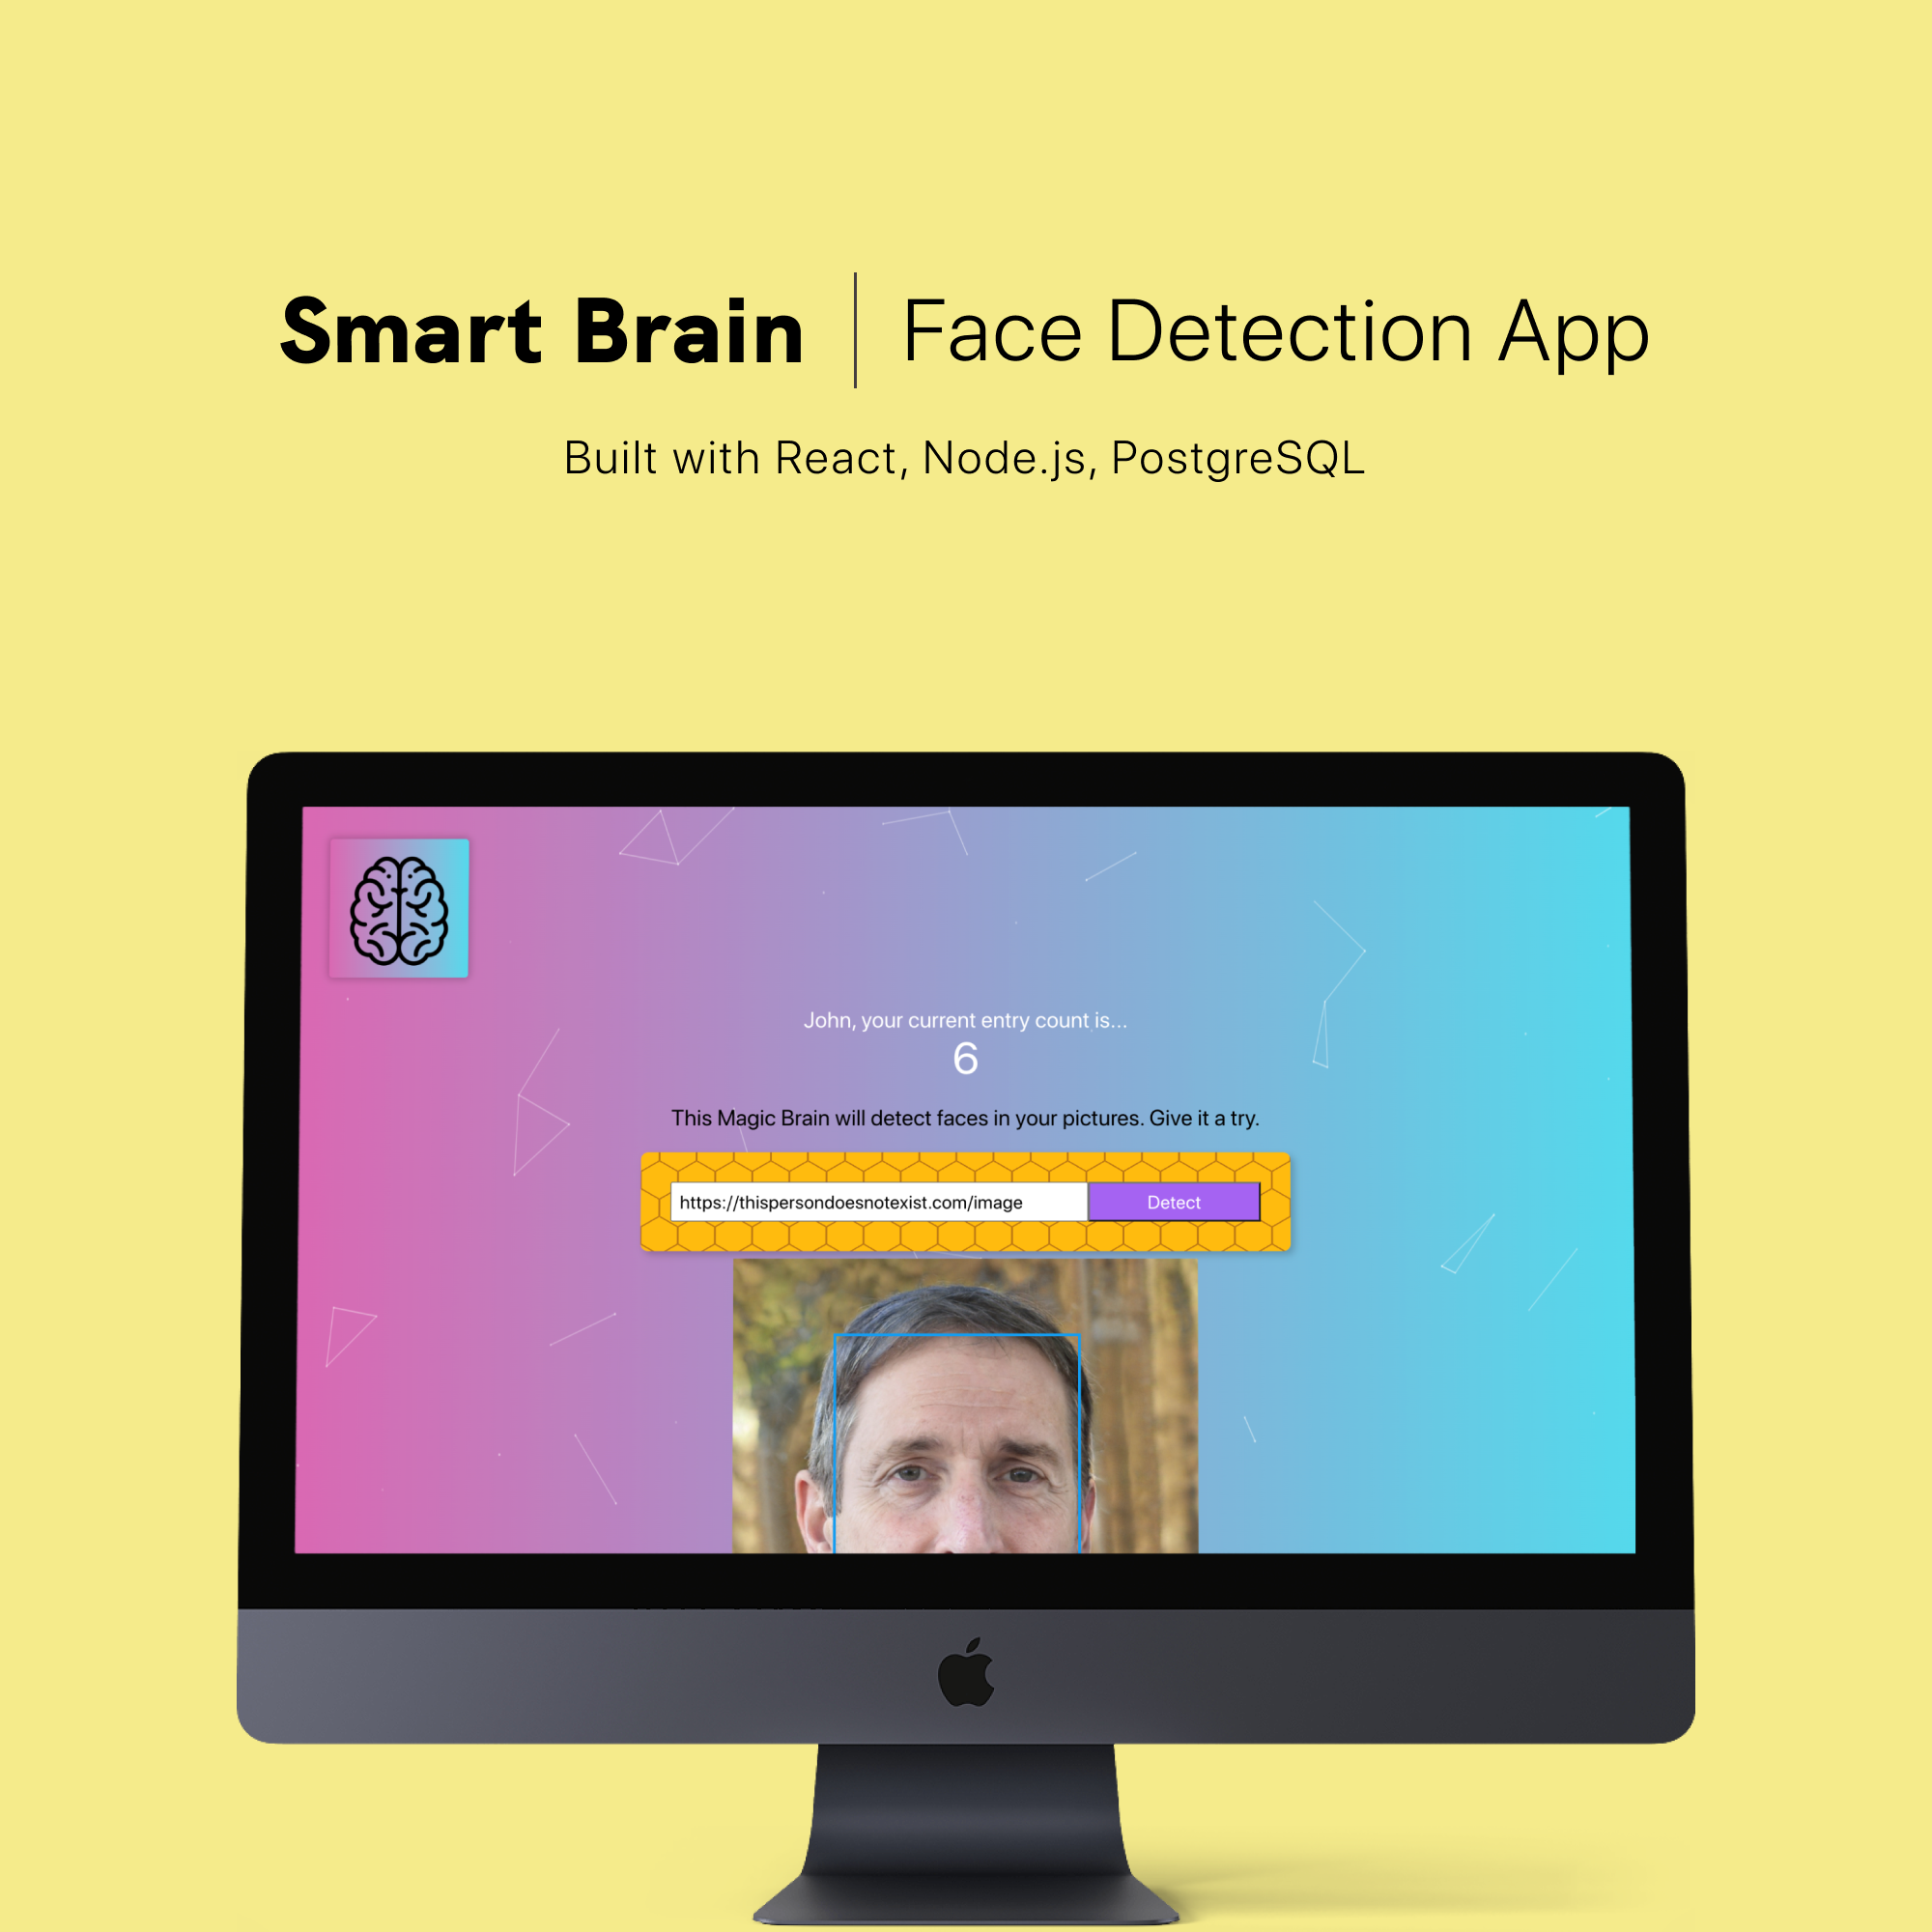 Smart Brain | Face Detection App
Built with React, Node.js, PostgreSQL
John, your current entry count is...
6
This Magic Brain will detect faces in your pictures. Give it a try.
https://thispersondoesnotexist.com/image Detect